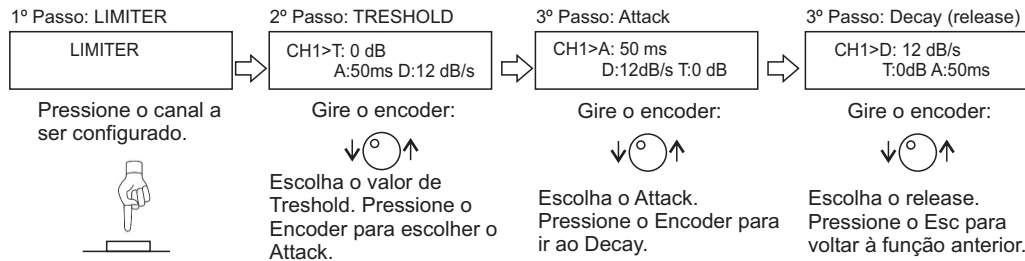 1º Passo: LIMITER
LIMITER
Pressione o canal a
ser configurado.
2º Passo: TRESHOLD
CH1>T: 0 dB
A:50ms D:12 dB/s
Gire o encoder:
Escolha o valor de
Treshold. Pressione o
Encoder para escolher o
Attack.
3º Passo: Attack
CH1>A: 50 ms
D:12dB/s T:0 dB
Gire o encoder:
Escolha o Attack.
Pressione o Encoder para
ir ao Decay.
3º Passo: Decay (release)
CH1>D: 12 dB/s
T:0dB A:50ms
Gire o encoder:
Escolha o release.
Pressione o Esc para
voltar à função anterior.